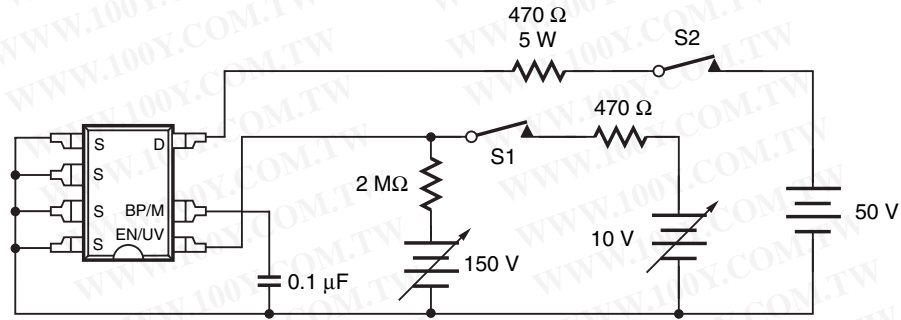 470 Ω
5 W
S2
470 Ω
S D
S1
S
2 MΩ
S BP/M
S EN/UV
50 V
10 V
150 V
0.1 μF
WWW.100Y.COM.TW